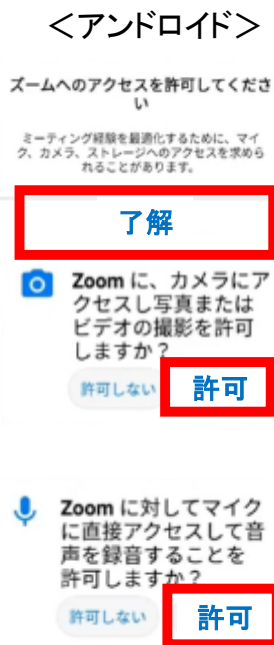 ＜アンドロイド＞
ズームへのアクセスを許可してくださ
い
ミーティング経験を最適化するために、マイ
ク、カメラ、ストレージへのアクセスを求めら
れることがあります。
了解
Zoom に、カメラにア
クセスし写真または
ビデオの撮影を許可
しますか？
許可しない 許可
Zoom に対してマイク
に直接アクセスして音
声を録音することを
許可しますか？
許可しない 許可